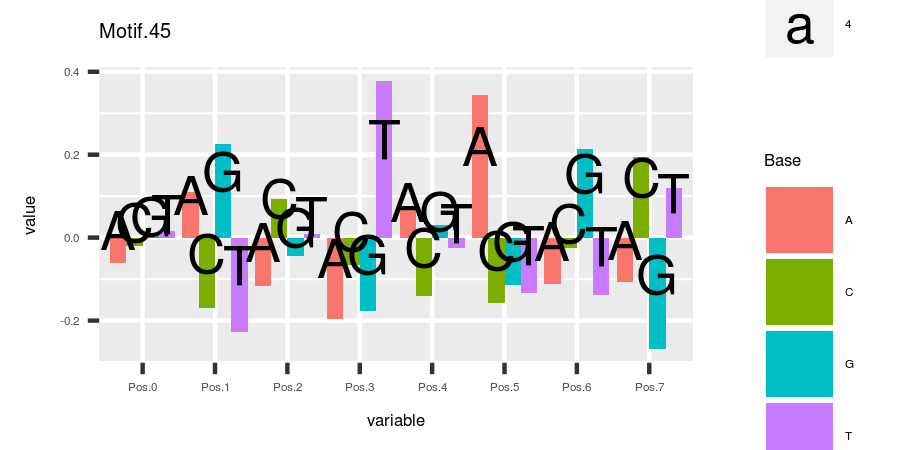 Motif.45
a 4
0.4
0.2
0.0
-0.2
value
A C G T A C G T A C G T A C G T A C G T A C G T A C G T A C G T
Pos.0 Pos.1 Pos.2 Pos.3 Pos.4 Pos.5 Pos.6 Pos.7
variable
Base
A
C
G
T